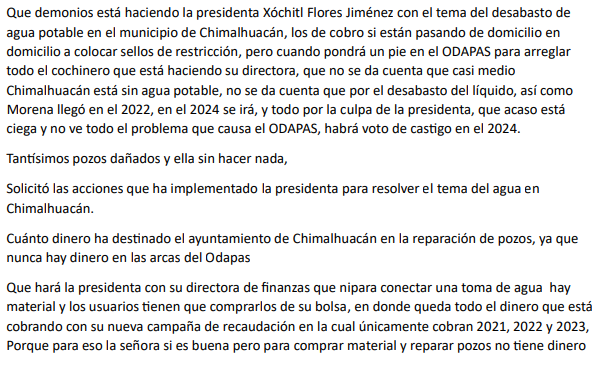 Que demonios está haciendo la presidenta Xóchitl Flores Jiménez con el tema del desabasto de
agua potable en el municipio de Chimalhuacán, los de cobro si están pasando de domicilio en
domicilio a colocar sellos de restricción, pero cuando pondrá un pie en el ODAPAS para arreglar
todo el cochinero que está haciendo su directora, que no se da cuenta que casi medio
Chimalhuacán está sin agua potable, no se da cuenta que por el desabasto del líquido, así como
Morena llegó en el 2022, en el 2024 se irá, y todo por la culpa de la presidenta, que acaso está
ciega y no ve todo el problema que causa el ODAPAS, habrá voto de castigo en el 2024.
Tantísimos pozos dañados y ella sin hacer nada,
Solicitó las acciones que ha implementado la presidenta para resolver el tema del agua en
Chimalhuacán.
Cuánto dinero ha destinado el ayuntamiento de Chimalhuacán en la reparación de pozos, ya que
nunca hay dinero en las arcas del Odapas
Que hará la presidenta con su directora de finanzas que nipara conectar una toma de agua hay
material y los usuarios tienen que comprarlos de su bolsa, en donde queda todo el dinero que está
cobrando con su nueva campaña de recaudación en la cual únicamente cobran 2021, 2022 y 2023,
Porque para eso la señora si es buena pero para comprar material y reparar pozos no tiene dinero